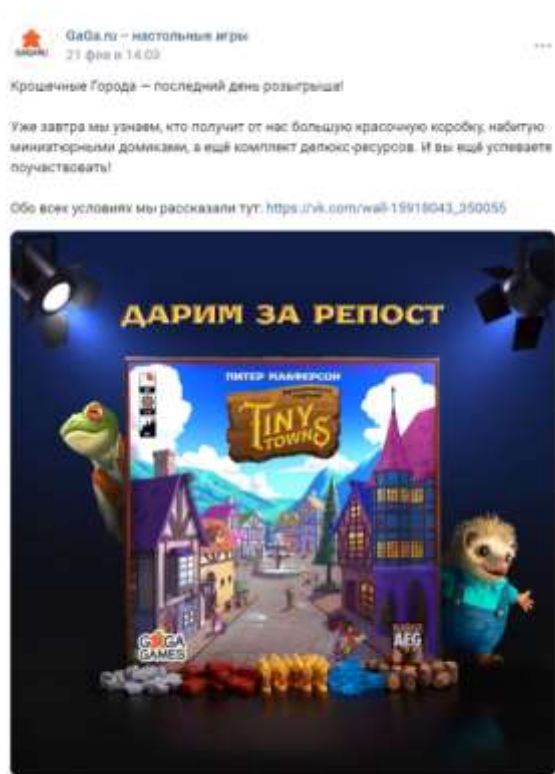 GaGa.ru – настольные игры
21 фев в 14:03
Крошечные Города — последний день розыгрыша!
Уже завтра мы узнаем, кто получит от нас большую красочную коробку, набитую
миниатюрными домиками, а ещё комплект делюкс-ресурсов. И вы ещё успеваете
поучаствовать!
Обо всех условиях мы рассказали тут: https://vk.com/wall-15918043_350055
ДАРИМ ЗА РЕПОСТ
ПИТЕР МАКФЕРСОН
TINY
TOWNS
GAGA
GAMES
AEG